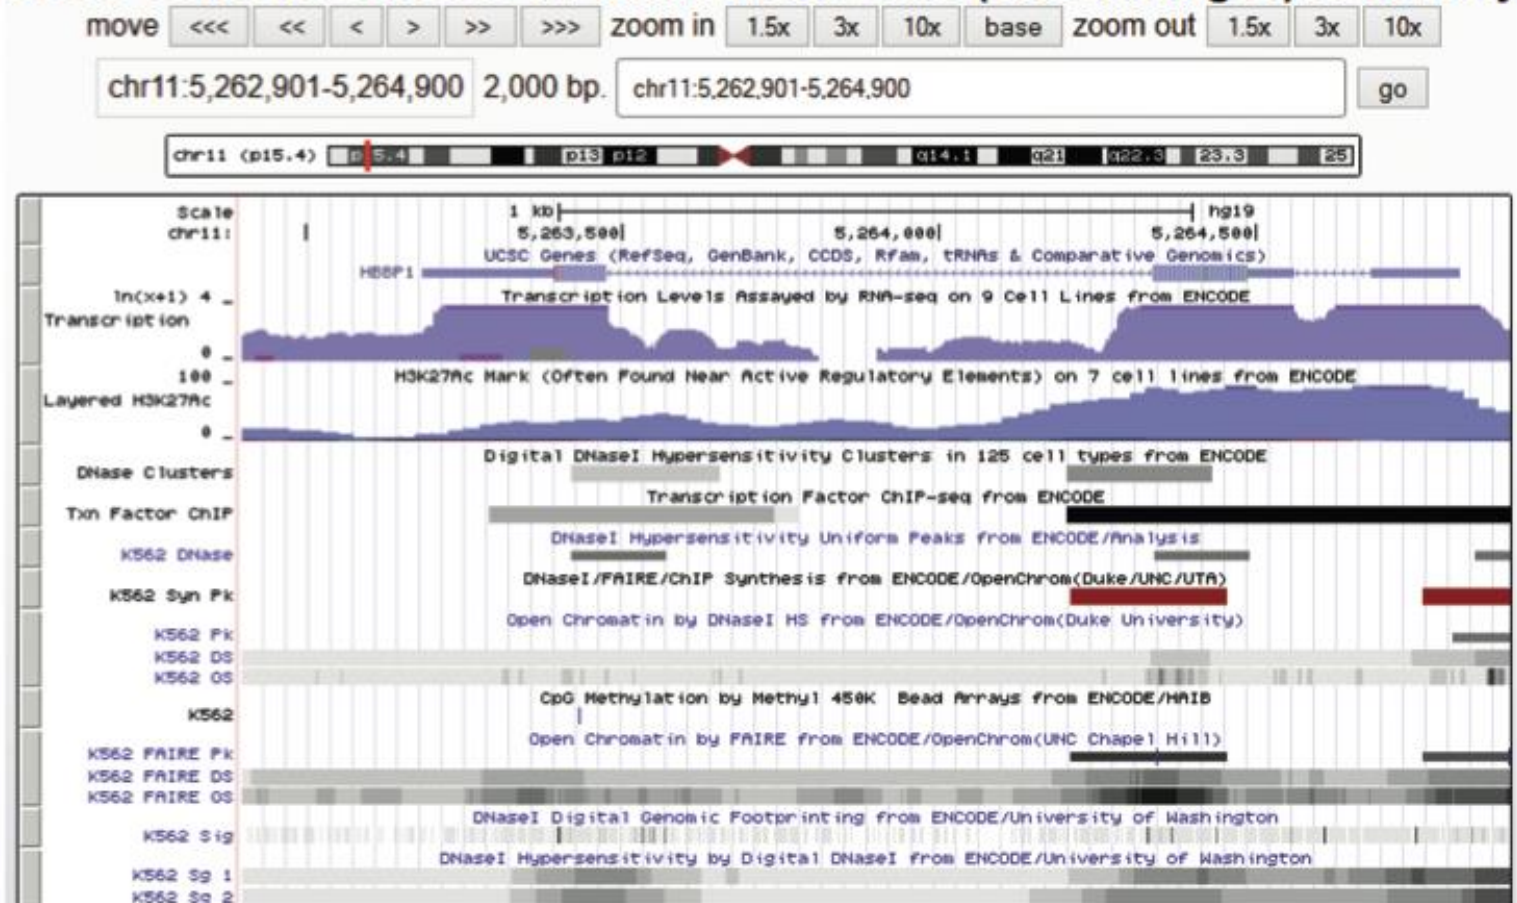 move <<< << < > >> >>> zoom in 1.5x 3x 10x base zoom out 1.5x 3x 10x
chr11:5,262,901-5,264,900 2,000 bp. chr11:5,262,901-5,264,900 go
chr11 (p15.4) p15.4 p13 p12 q14.1 q21 q22.3 23.3 25
Scale 1 kb hg19
chr11: 5,263,500 5,264,000 5,264,500
UCSC Genes (RefSeq, GenBank, CCDS, Rfam, tRNAs & Comparative Genomics)
HBBP1
ln(x+1) 4 _ Transcription Levels Assayed by RNA-seq on 9 Cell Lines from ENCODE
Transcription
0 _
100 _ H3K27Ac Mark (Often Found Near Active Regulatory Elements) on 7 cell lines from ENCODE
Layered H3K27Ac
0 _
Digital DNaseI Hypersensitivity Clusters in 125 cell types from ENCODE
DNase Clusters
Transcription Factor ChIP-seq from ENCODE
Txn Factor ChIP
DNaseI Hypersensitivity Uniform Peaks from ENCODE/Analysis
K562 DNase
DNaseI/FAIRE/ChIP Synthesis from ENCODE/OpenChrom(Duke/UNC/UTA)
K562 Syn Pk
Open Chromatin by DNaseI HS from ENCODE/OpenChrom(Duke University)
K562 Pk
K562 DS
K562 OS
CpG Methylation by Methyl 450K Bead Arrays from ENCODE/HAIB
K562
Open Chromatin by FAIRE from ENCODE/OpenChrom(UNC Chapel Hill)
K562 FAIRE Pk
K562 FAIRE DS
K562 FAIRE OS
DNaseI Digital Genomic Footprinting from ENCODE/University of Washington
K562 Sig
DNaseI Hypersensitivity by Digital DNaseI from ENCODE/University of Washington
K562 Sg 1
K562 Sg 2